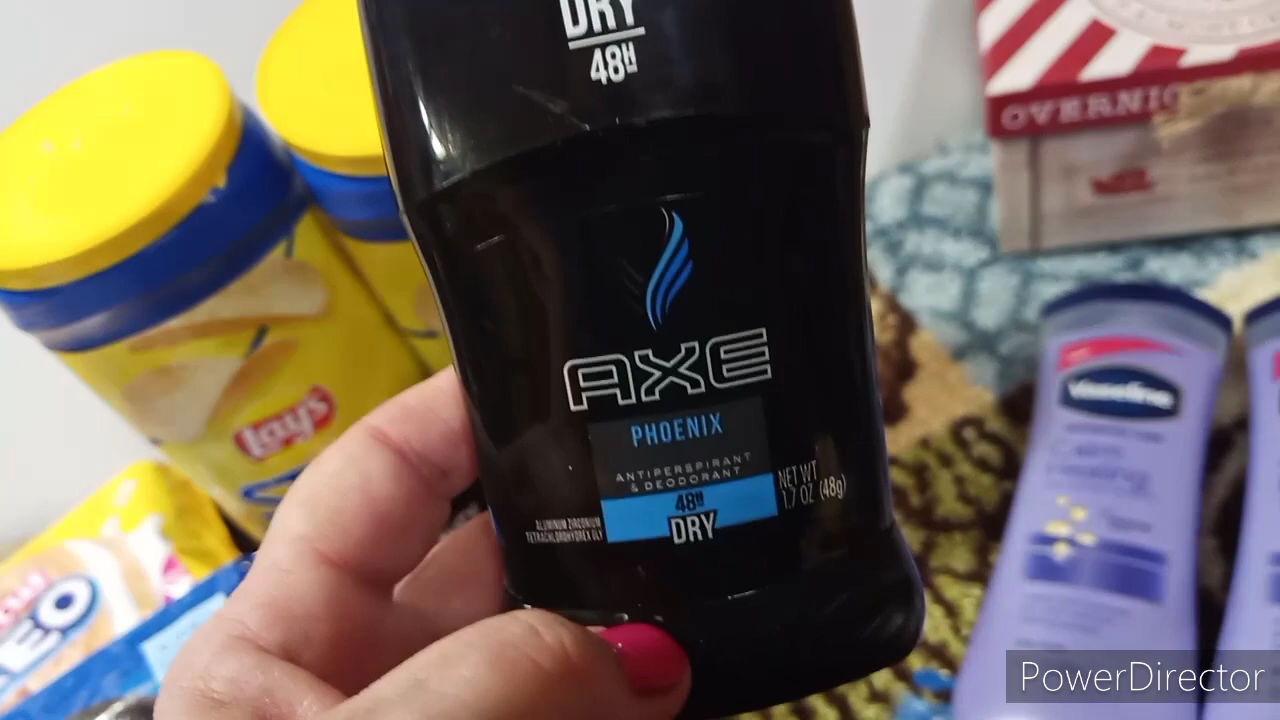 DRY
48H
AXE
PHOENIX
ANTIPERSPIRANT
& DEODORANT
48H
DRY
NET WT
1.7 OZ (48g)
ALUMINUM ZIRCONIUM
TETRACHLOROHYDREX GLY
Lay's
OVERNIG
Vaseline
PowerDirector